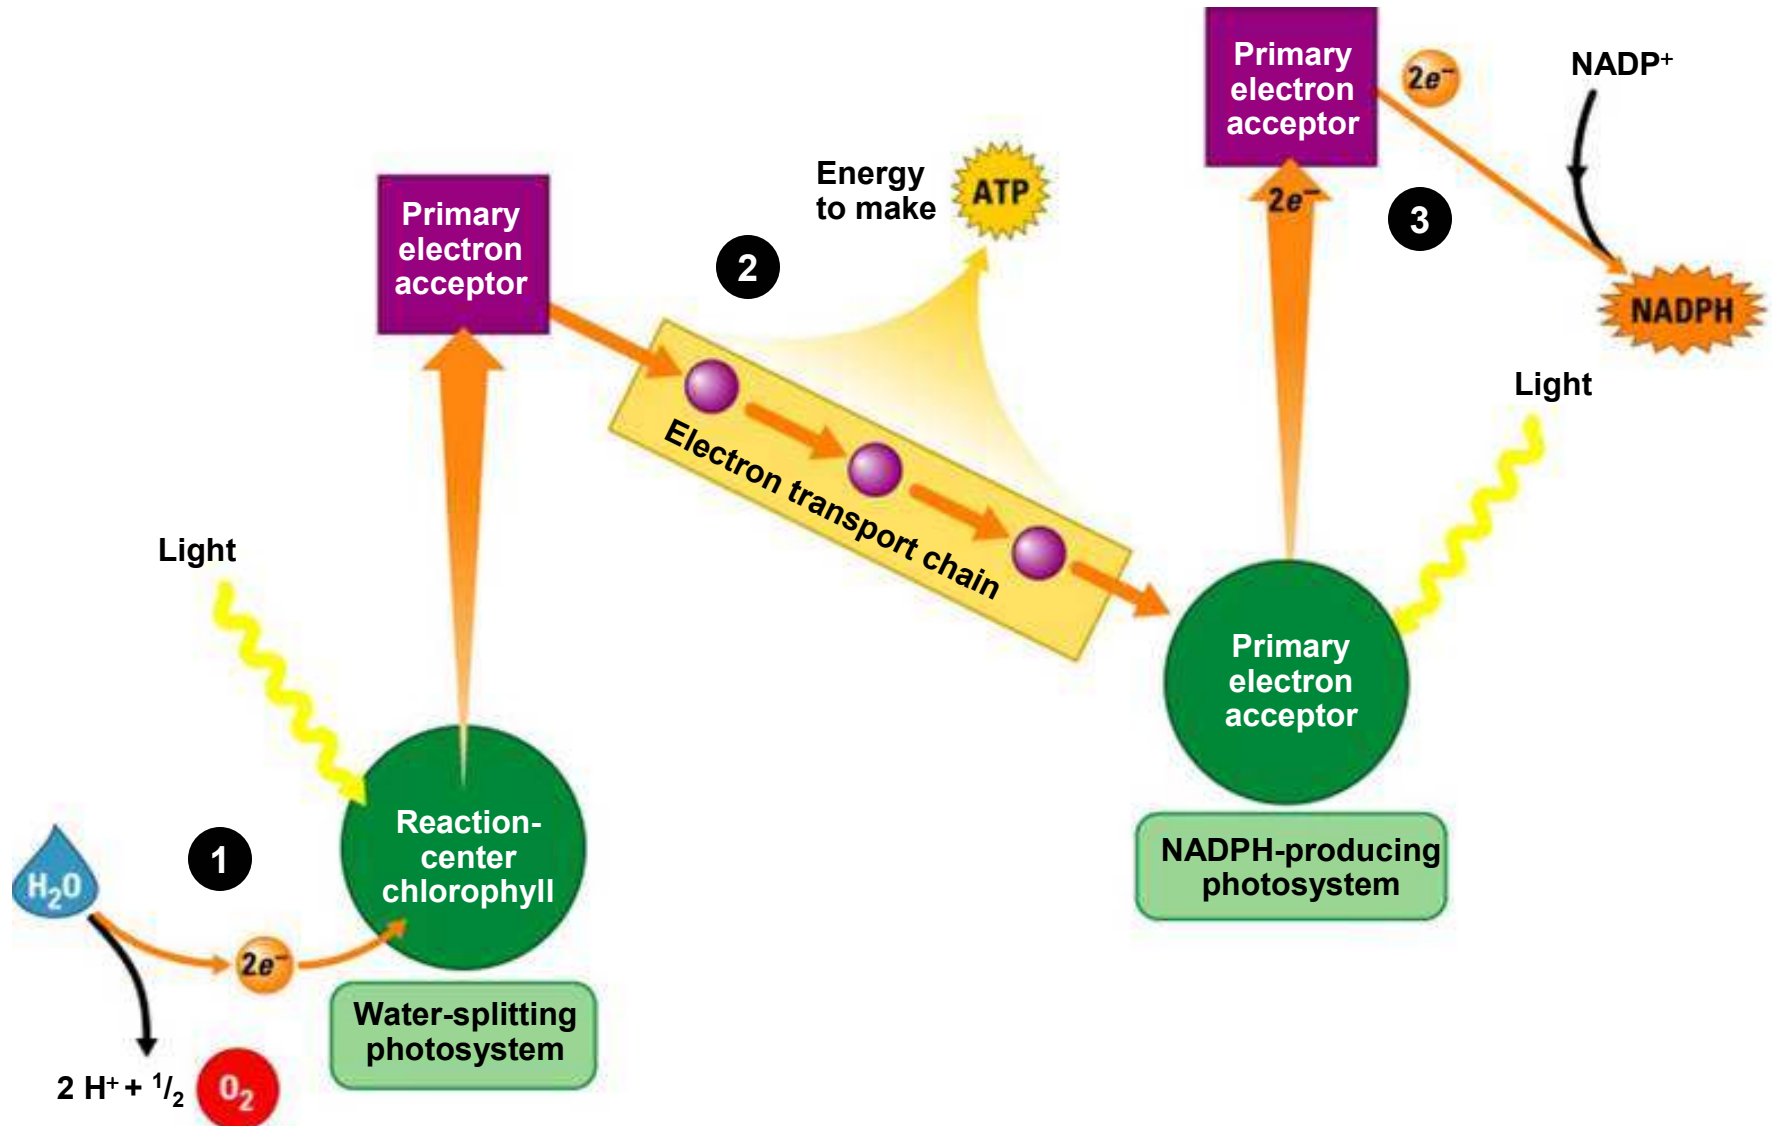 Primary
electron
acceptor
2e⁻
NADP⁺
Energy
to make
ATP
2e⁻
3
Primary
electron
acceptor
2
NADPH
Light
Electron transport chain
Light
Primary
electron
acceptor
Reaction-
center
chlorophyll
1
H₂O
NADPH-producing
photosystem
2e⁻
Water-splitting
photosystem
2 H⁺ + ¹/₂ O₂